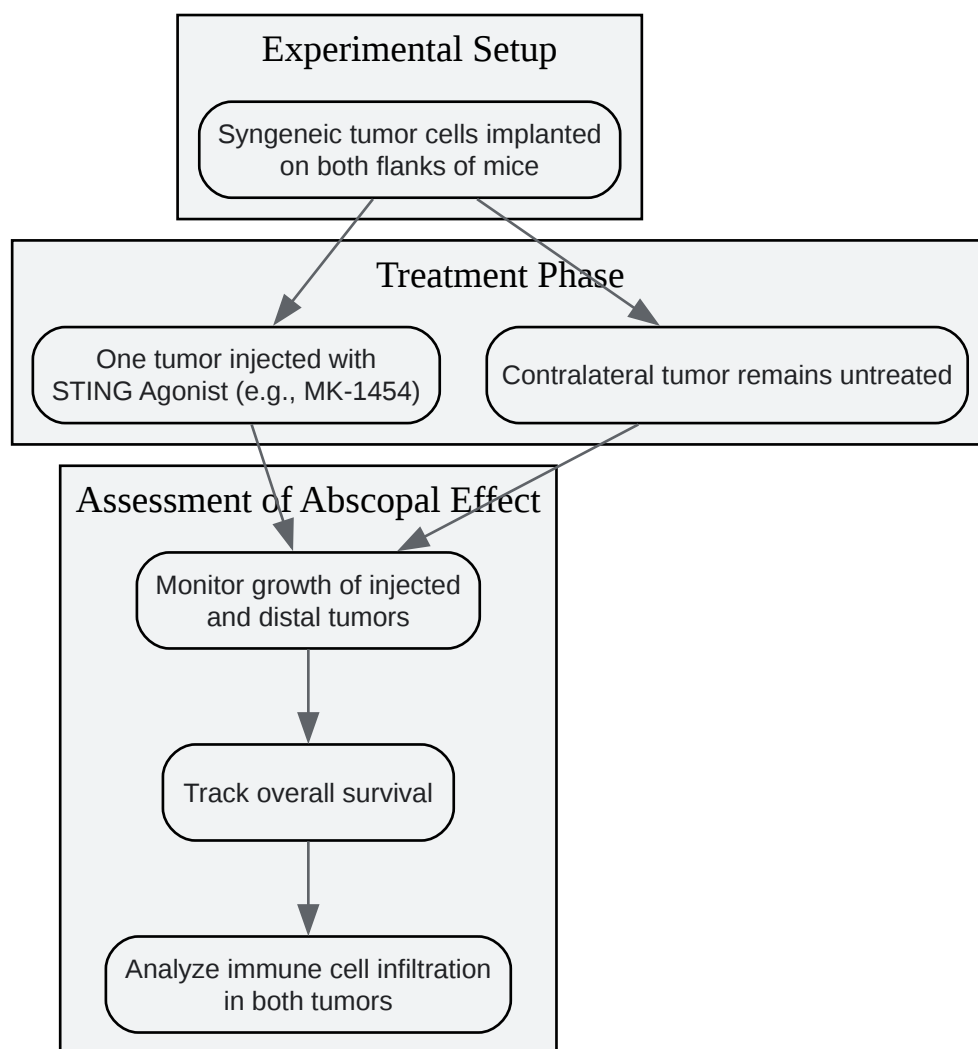 Experimental Setup
Syngeneic tumor cells implanted
on both flanks of mice
Treatment Phase
One tumor injected with
STING Agonist (e.g., MK-1454)
Contralateral tumor remains untreated
Assessment of Abscopal Effect
Monitor growth of injected
and distal tumors
Track overall survival
Analyze immune cell infiltration
in both tumors